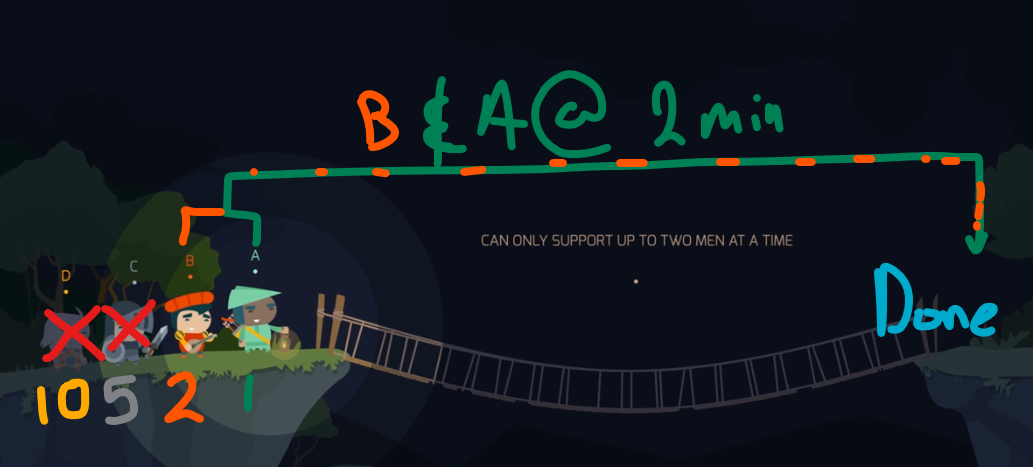 B & A @ 2 min
CAN ONLY SUPPORT UP TO TWO MEN AT A TIME
D C B A
Done
10 5 2 1